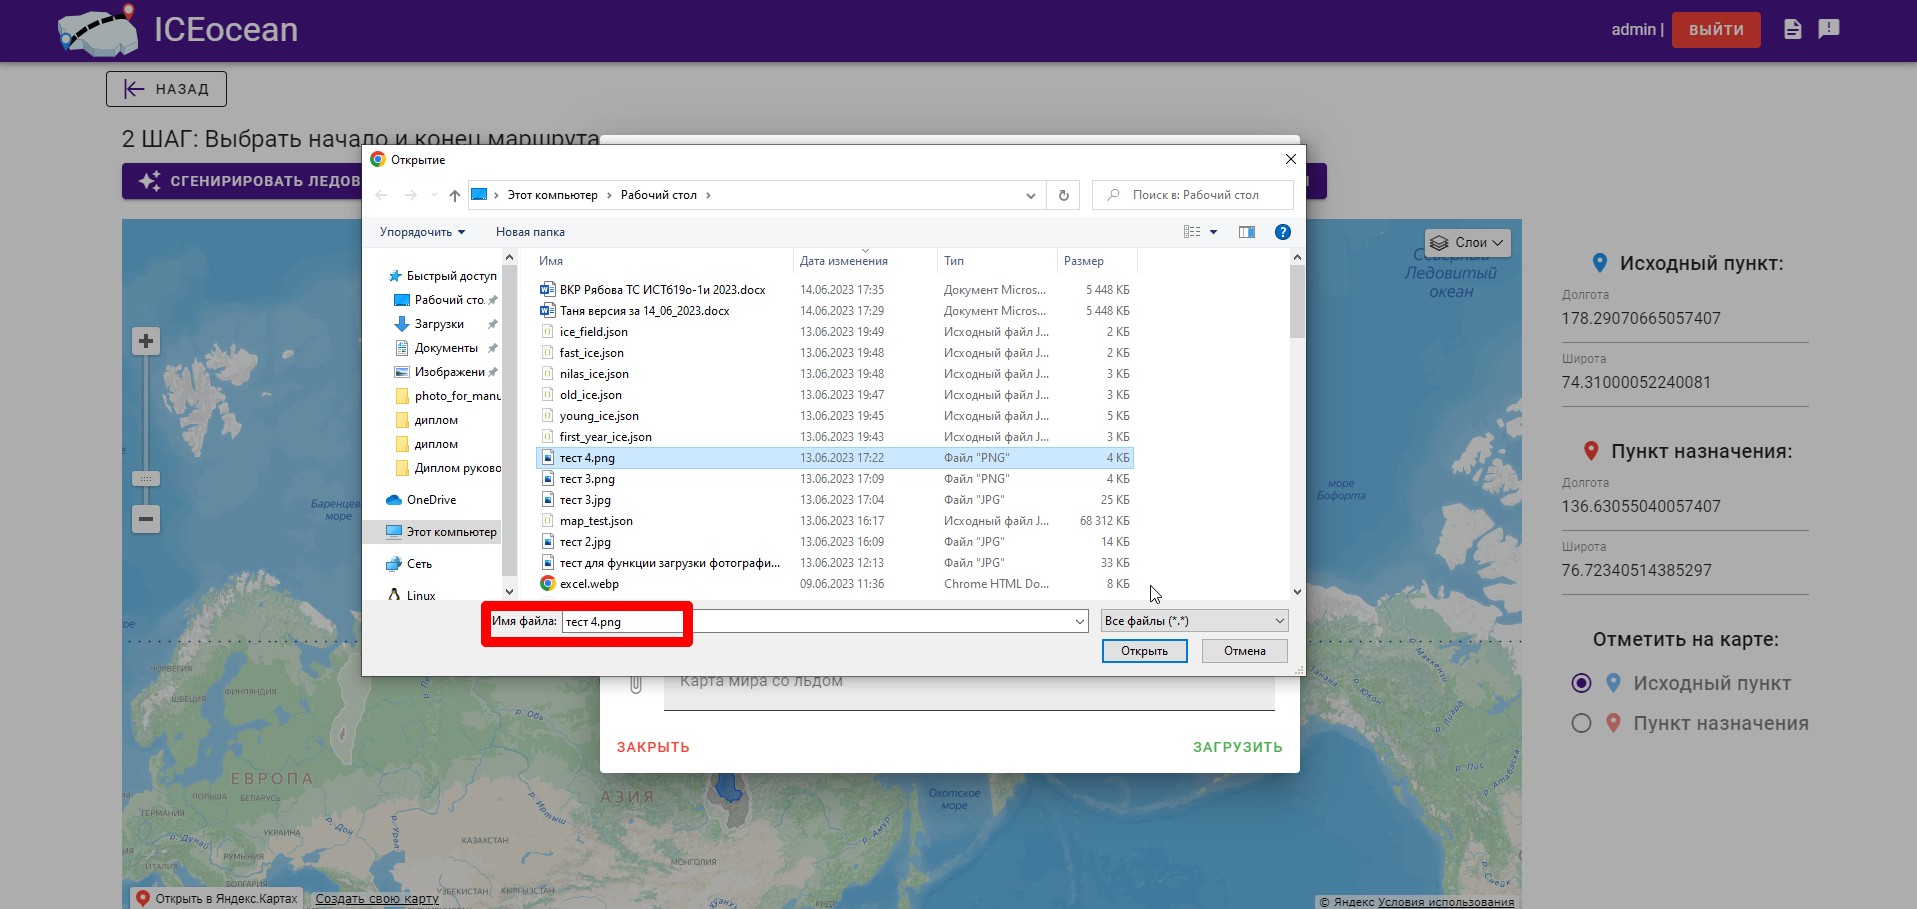 ICEocean
admin |
ВЫЙТИ
НАЗАД
2 ШАГ: Выбрать начало и конец маршрута
СГЕНИРИРОВАТЬ ЛЕДОВ
Открытие
Этот компьютер
Рабочий стол
Поиск в: Рабочий стол
Упорядочить
Новая папка
Имя
Дата изменения
Тип
Размер
Быстрый доступ
Рабочий сто.
Загрузки
Документы
Изображени
photo_for_manu
диплом
диплом
Диплом руково
OneDrive
Этот компьютер
Сеть
Linux
ВКР Рябова ТС ИСТ619о-1и 2023.docx 14.06.2023 17:35 Документ Micros... 5 448 КБ
Таня версия за 14_06_2023.docx 14.06.2023 17:29 Документ Micros... 5 448 КБ
ice_field.json 13.06.2023 19:49 Исходный файл J... 2 КБ
fast_ice.json 13.06.2023 19:48 Исходный файл J... 2 КБ
nilas_ice.json 13.06.2023 19:48 Исходный файл J... 3 КБ
old_ice.json 13.06.2023 19:47 Исходный файл J... 3 КБ
young_ice.json 13.06.2023 19:45 Исходный файл J... 5 КБ
first_year_ice.json 13.06.2023 19:43 Исходный файл J... 3 КБ
тест 4.png 13.06.2023 17:22 Файл "PNG" 4 КБ
тест 3.png 13.06.2023 17:09 Файл "PNG" 4 КБ
тест 3.jpg 13.06.2023 17:04 Файл "JPG" 25 КБ
map_test.json 13.06.2023 16:17 Исходный файл J... 68 312 КБ
тест 2.jpg 13.06.2023 16:09 Файл "JPG" 14 КБ
тест для функции загрузки фотографи... 13.06.2023 12:13 Файл "JPG" 33 КБ
excel.webp 09.06.2023 11:36 Chrome HTML Do... 8 КБ
Имя файла: тест 4.png
Все файлы (*.*)
Открыть
Отмена
Карта мира со льдом
ЗАКРЫТЬ
ЗАГРУЗИТЬ
Слои
Северный
Ледовитый
океан
Баренцево
море
море
Бофорта
НОРВЕГИЯ
ШВЕЦИЯ
ФИНЛЯНДИЯ
р. Обь
ЕВРОПА
ПОЛЬША
БЕЛАРУСЬ
ГЕРМАНИЯ
УКРАИНА
р. Дон
р. Урал
р. Иртыш
РУМЫНИЯ
ИТАЛИЯ
БОЛГАРИЯ
КАЗАХСТАН
УЗБЕКИСТАН
КЫРГЫЗСТАН
АЗИЯ
МОНГОЛИЯ
КНДР
р. Амур
Охотское
море
р. Юкон
р. Маккензи
р. Пис
р. Атабаска
р. Снейк
Открыть в Яндекс.Картах
Создать свою карту
© Яндекс Условия использования
Исходный пункт:
Долгота
178.29070665057407
Широта
74.31000052240081
Пункт назначения:
Долгота
136.63055040057407
Широта
76.72340514385297
Отметить на карте:
Исходный пункт
Пункт назначения